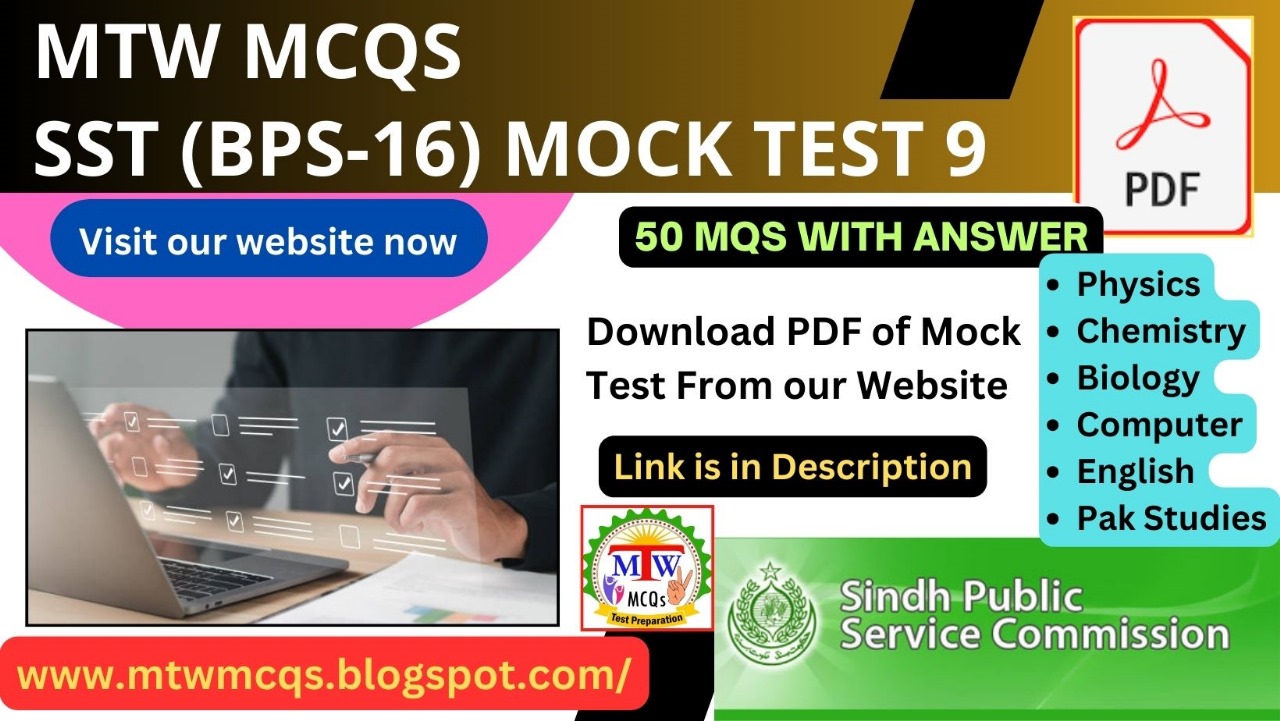 MTW MCQS
SST (BPS-16) MOCK TEST 9
PDF
Visit our website now
50 MQS WITH ANSWER
Physics
Chemistry
Biology
Computer
English
Pak Studies
Download PDF of Mock
Test From our Website
Link is in Description
MTW
MCQs
Test Preparation
Sindh Public
Service Commission
www.mtwmcqs.blogspot.com/